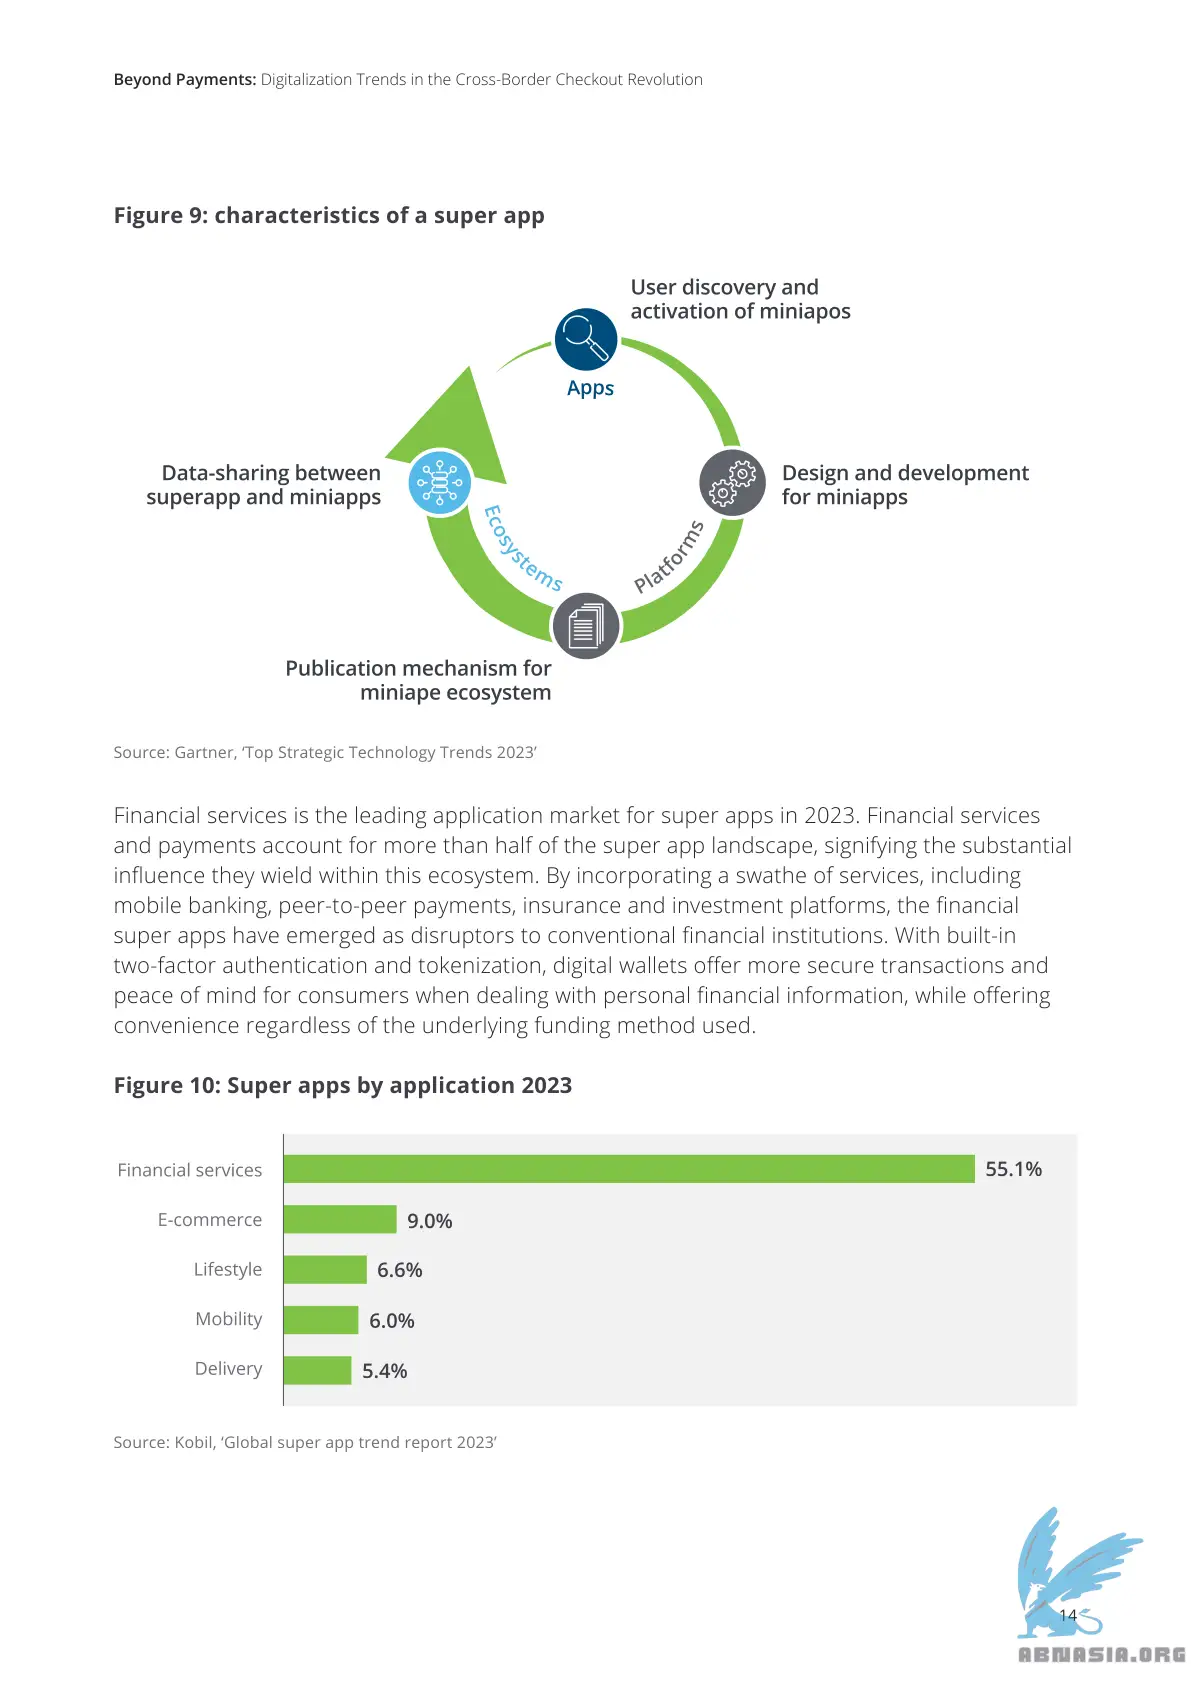 Beyond Payments: Digitalization Trends in the Cross-Border Checkout Revolution
Figure 9: characteristics of a super app
User discovery and
activation of miniapos
Apps
Data-sharing between
superapp and miniapps
Design and development
for miniapps
Ecosystems
Platforms
Publication mechanism for
miniape ecosystem
Source: Gartner, ‘Top Strategic Technology Trends 2023’
Financial services is the leading application market for super apps in 2023. Financial services
and payments account for more than half of the super app landscape, signifying the substantial
influence they wield within this ecosystem. By incorporating a swathe of services, including
mobile banking, peer-to-peer payments, insurance and investment platforms, the financial
super apps have emerged as disruptors to conventional financial institutions. With built-in
two-factor authentication and tokenization, digital wallets offer more secure transactions and
peace of mind for consumers when dealing with personal financial information, while offering
convenience regardless of the underlying funding method used.
Figure 10: Super apps by application 2023
Financial services 55.1%
E-commerce 9.0%
Lifestyle 6.6%
Mobility 6.0%
Delivery 5.4%
Source: Kobil, ‘Global super app trend report 2023’
14
ABNASIA.ORG